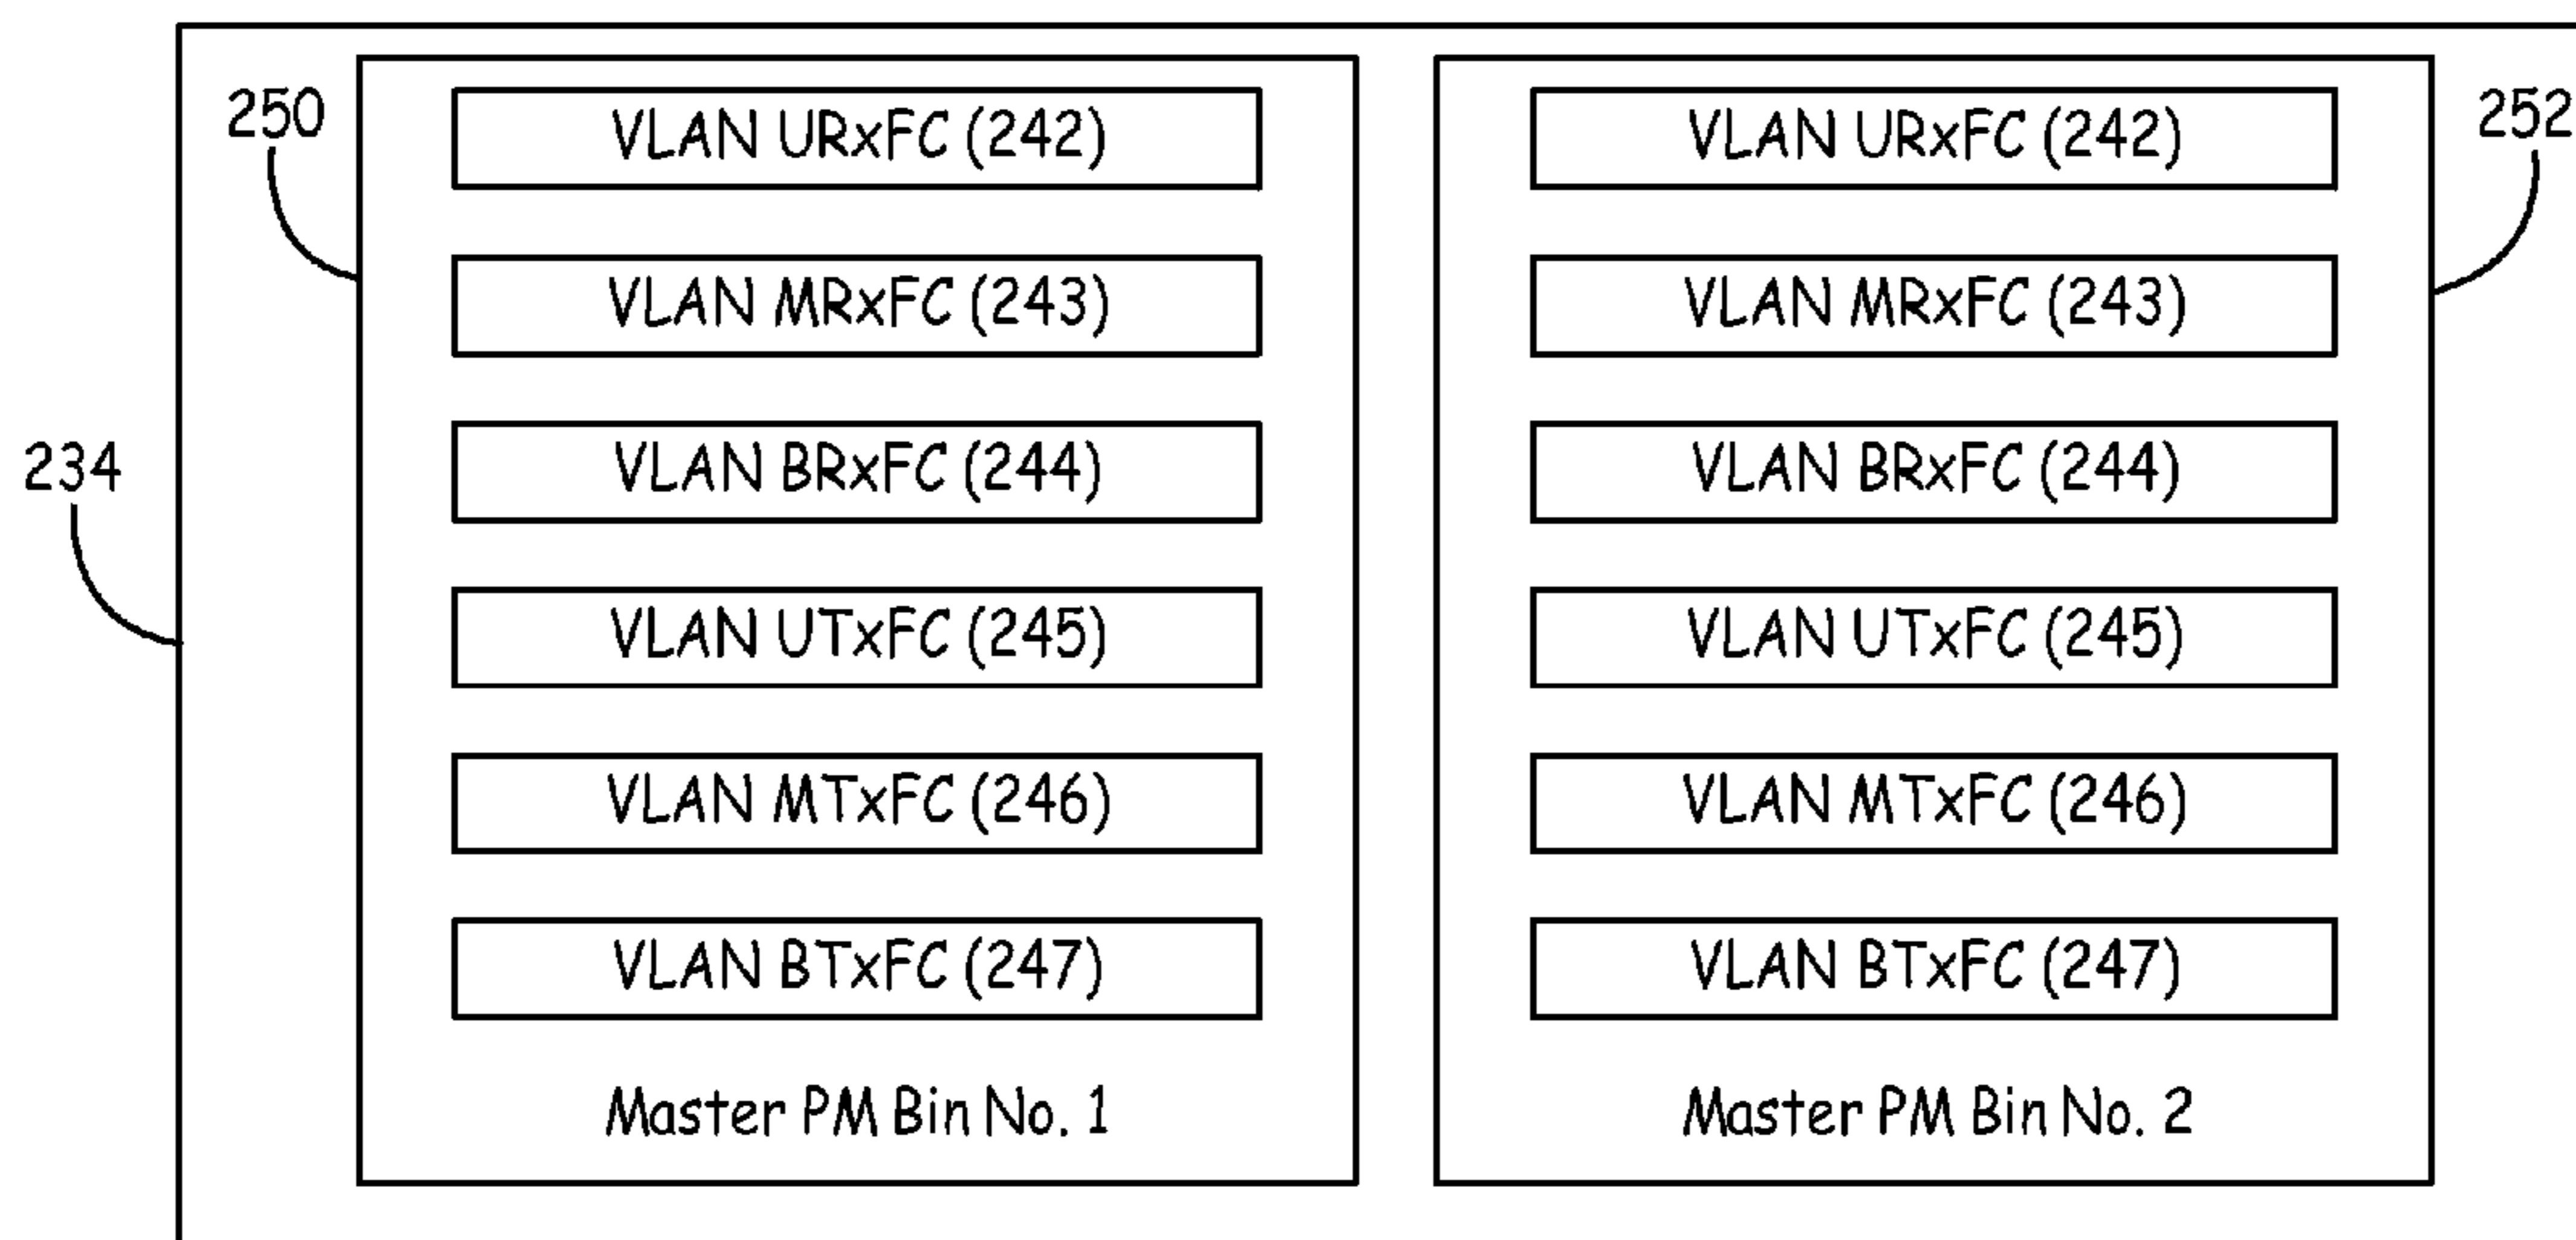 250
VLAN URxFC (242)
VLAN MRxFC (243)
VLAN BRxFC (244)
VLAN UTxFC (245)
VLAN MTxFC (246)
VLAN BTxFC (247)
Master PM Bin No. 1
252
VLAN URxFC (242)
VLAN MRxFC (243)
VLAN BRxFC (244)
VLAN UTxFC (245)
VLAN MTxFC (246)
VLAN BTxFC (247)
Master PM Bin No. 2
234